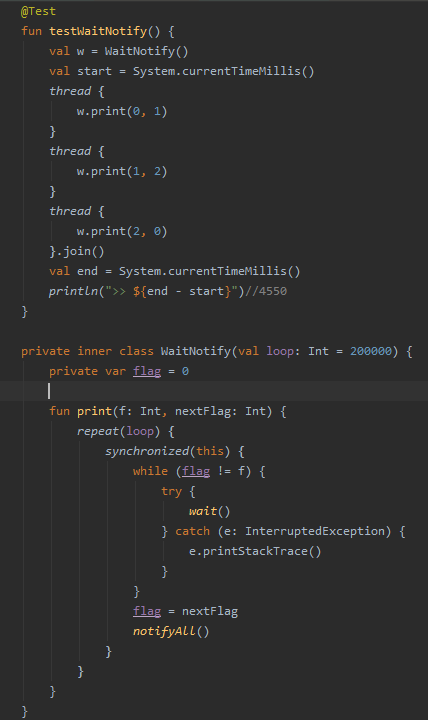 @Test
fun testWaitNotify() {
    val w = WaitNotify()
    val start = System.currentTimeMillis()
    thread {
        w.print(0, 1)
    }
    thread {
        w.print(1, 2)
    }
    thread {
        w.print(2, 0)
    }.join()
    val end = System.currentTimeMillis()
    println(">> ${end - start}")//4550
}

private inner class WaitNotify(val loop: Int = 200000) {
    private var flag = 0

    fun print(f: Int, nextFlag: Int) {
        repeat(loop) {
            synchronized(this) {
                while (flag != f) {
                    try {
                        wait()
                    } catch (e: InterruptedException) {
                        e.printStackTrace()
                    }
                }
                flag = nextFlag
                notifyAll()
            }
        }
    }
}